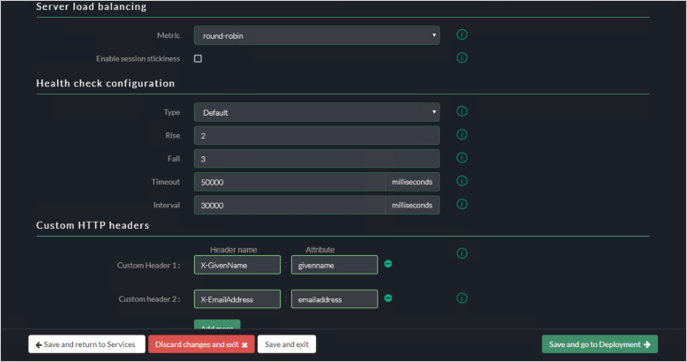 Server load balancing
Metric round-robin
Enable session stickiness
Health check configuration
Type Default
Rise 2
Fall 3
Timeout 50000 milliseconds
Interval 30000 milliseconds
Custom HTTP headers
Header name Attribute
Custom Header 1 : X-GivenName : givenname
Custom header 2 : X-EmailAddress : emailaddress
Add more
Save and return to Services Discard changes and exit Save and exit Save and go to Deployment